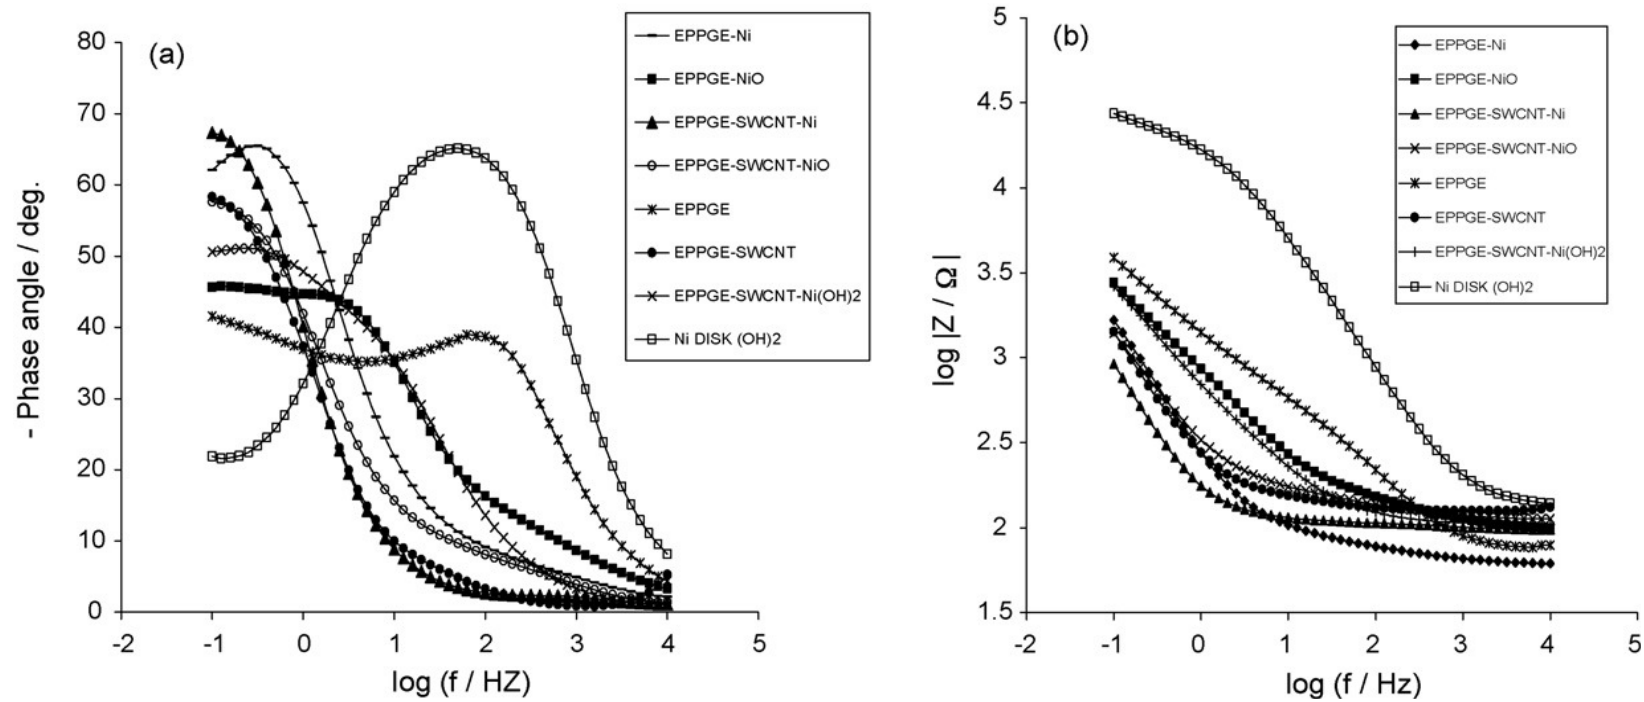 (a)
- Phase angle / deg.
80
70
60
50
40
30
20
10
0
-2
-1
0
1
2
3
4
5
log (f / HZ)
EPPGE-Ni
EPPGE-NiO
EPPGE-SWCNT-Ni
EPPGE-SWCNT-NiO
EPPGE
EPPGE-SWCNT
EPPGE-SWCNT-Ni(OH)2
Ni DISK (OH)2
(b)
log |Z / Ω|
5
4.5
4
3.5
3
2.5
2
1.5
-2
-1
0
1
2
3
4
5
log (f / Hz)
EPPGE-Ni
EPPGE-NiO
EPPGE-SWCNT-Ni
EPPGE-SWCNT-NiO
EPPGE
EPPGE-SWCNT
EPPGE-SWCNT-Ni(OH)2
Ni DISK (OH)2